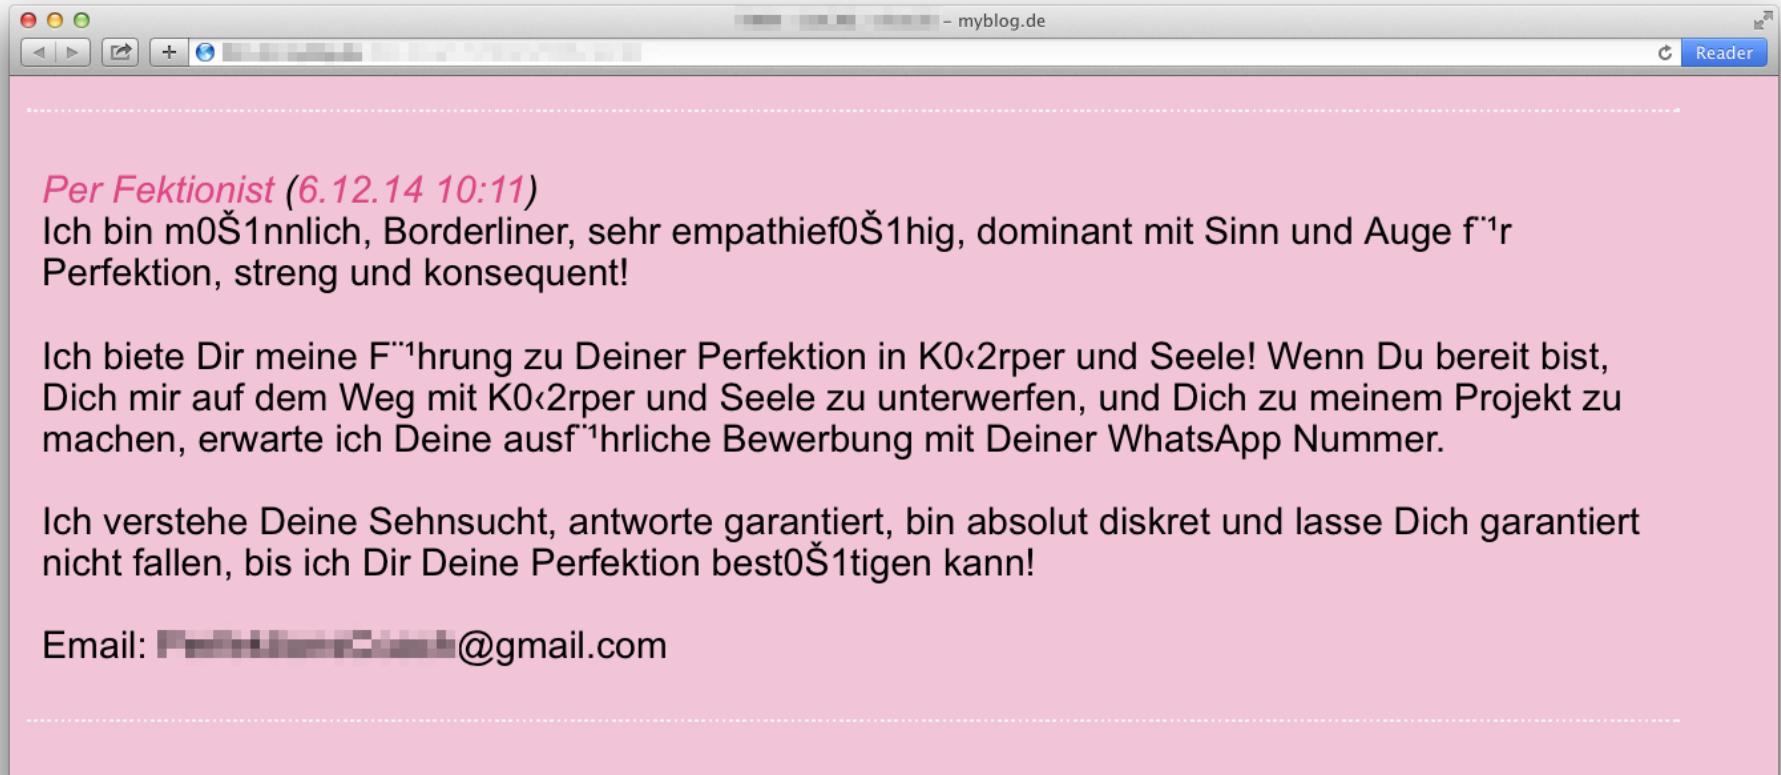 – myblog.de
Reader
Per Fektionist (6.12.14 10:11)
Ich bin m0Š1nnlich, Borderliner, sehr empathief0Š1hig, dominant mit Sinn und Auge f¨¹r
Perfektion, streng und konsequent!
Ich biete Dir meine F¨¹hrung zu Deiner Perfektion in K0‹2rper und Seele! Wenn Du bereit bist,
Dich mir auf dem Weg mit K0‹2rper und Seele zu unterwerfen, und Dich zu meinem Projekt zu
machen, erwarte ich Deine ausf¨¹hrliche Bewerbung mit Deiner WhatsApp Nummer.
Ich verstehe Deine Sehnsucht, antworte garantiert, bin absolut diskret und lasse Dich garantiert
nicht fallen, bis ich Dir Deine Perfektion best0Š1tigen kann!
Email: @gmail.com